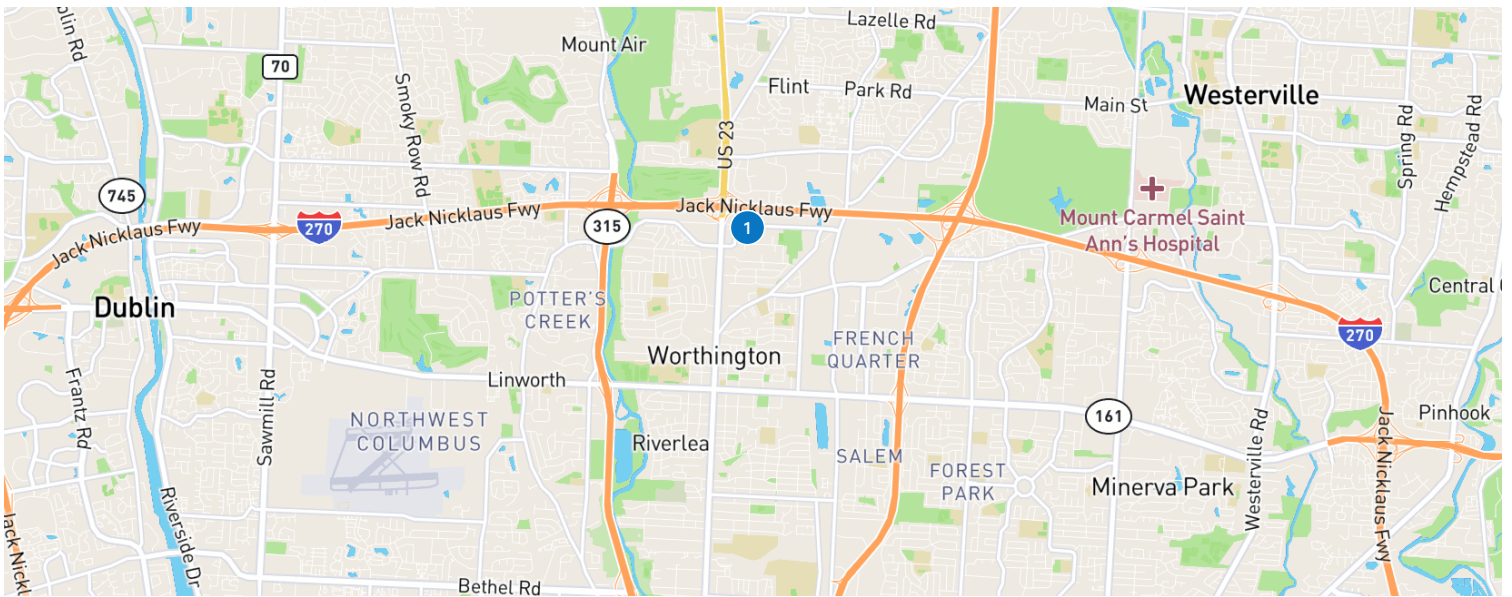 blin Rd
Lazelle Rd
Mount Air
70
Smoky Row Rd
Flint
Park Rd
Main St
Westerville
US 23
Spring Rd
Hempstead Rd
745
Jack Nicklaus Fwy
270
Jack Nicklaus Fwy
315
Jack Nicklaus Fwy
1
Mount Carmel Saint
Ann's Hospital
Dublin
POTTER'S
CREEK
Central C
Worthington
FRENCH
QUARTER
270
Frantz Rd
Sawmill Rd
Linworth
NORTHWEST
COLUMBUS
Riverlea
161
Pinhook
SALEM
FOREST
PARK
Minerva Park
Westerville Rd
Jack Nicklaus Fwy
Jack Nickl
Riverside Dr
Bethel Rd